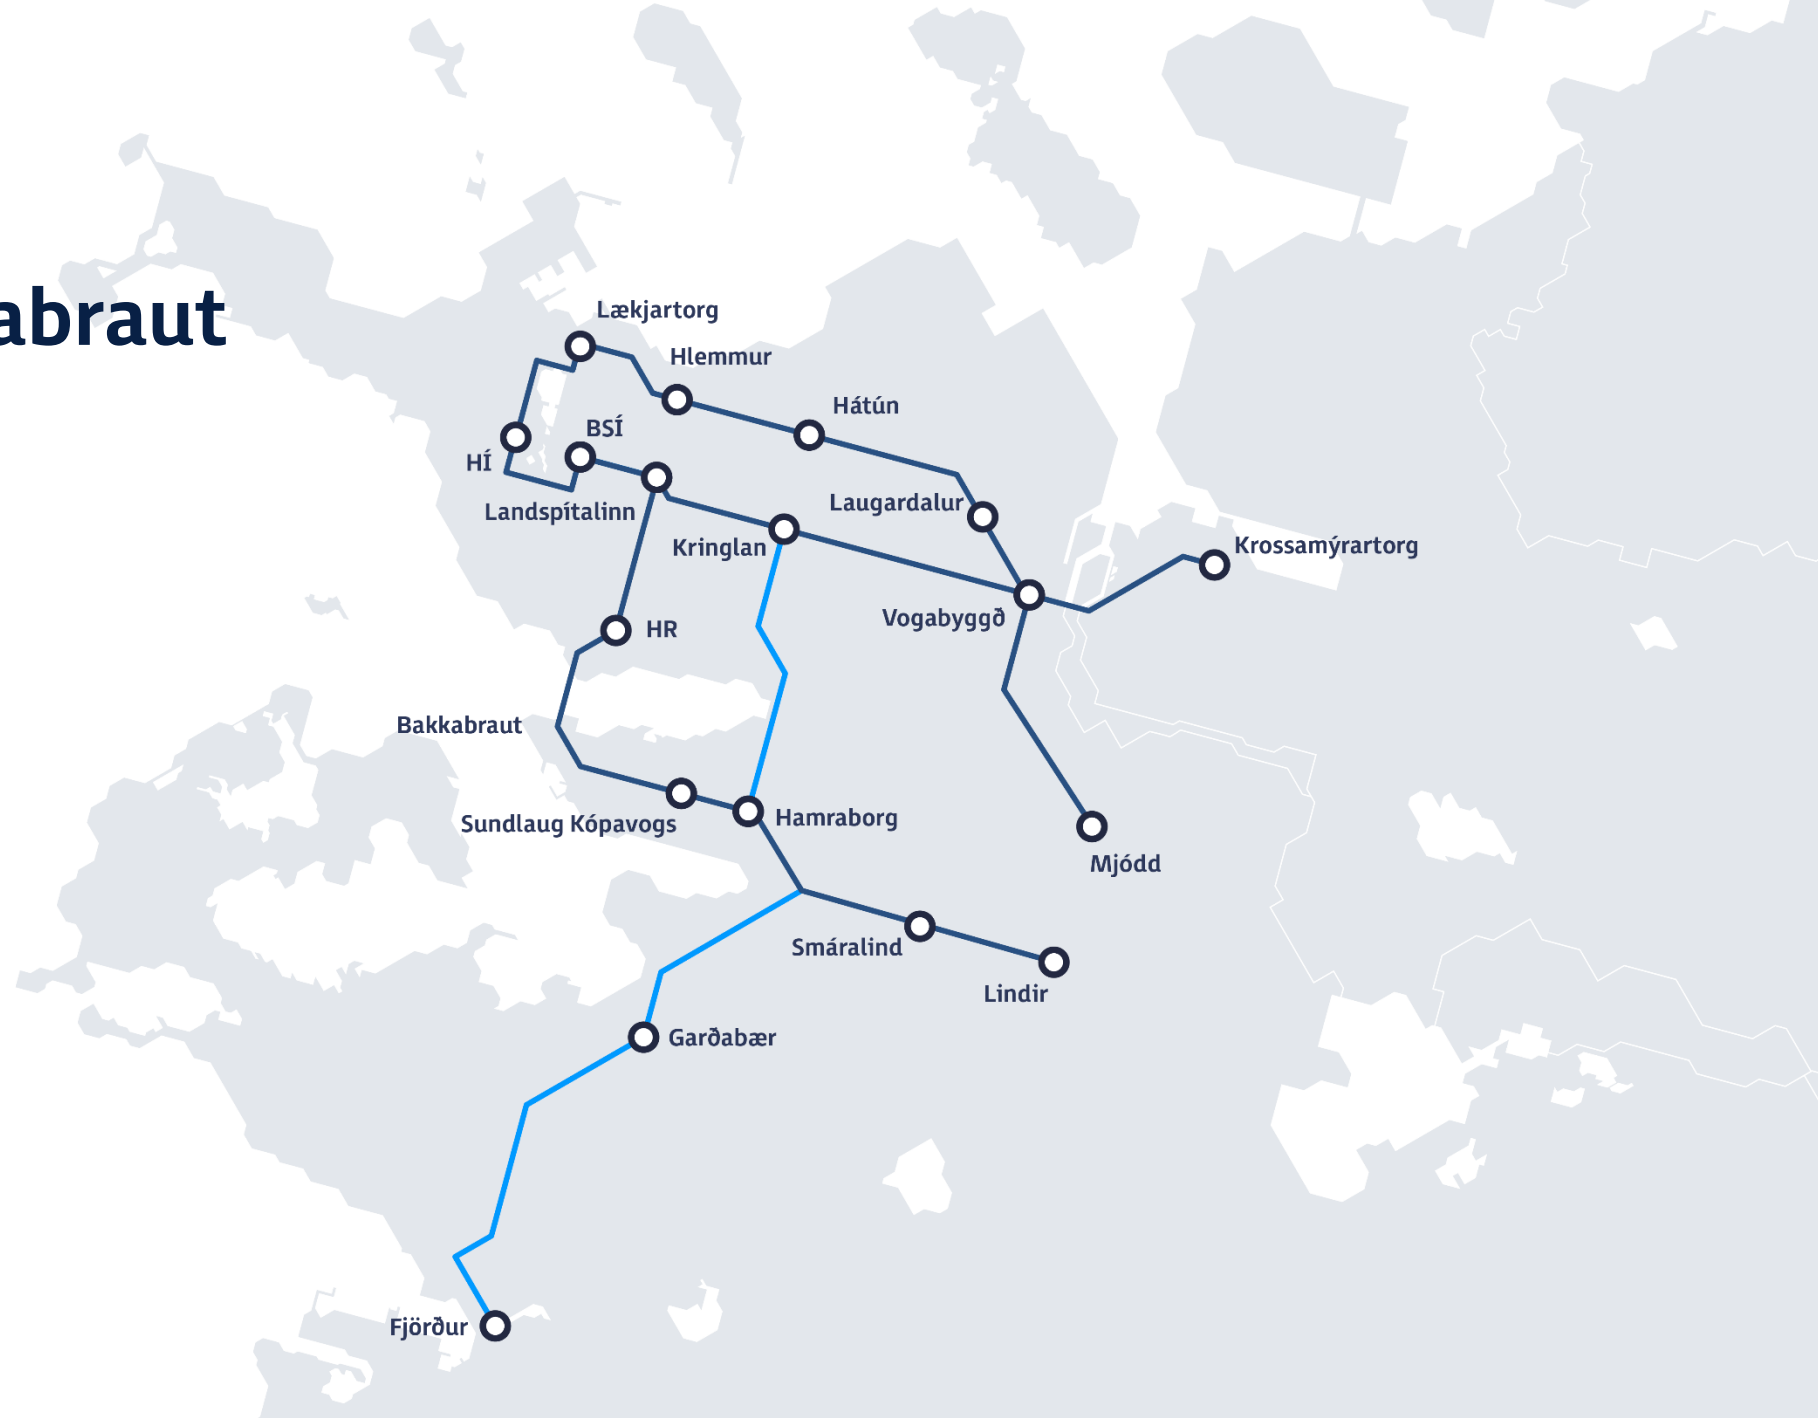 abraut
Lækjartorg
Hlemmur
Hátún
BSÍ
HÍ
Laugardalur
Landspítalinn
Kringlan
Krossamýrartorg
Vogabyggð
HR
Bakkabraut
Sundlaug Kópavogs
Hamraborg
Mjódd
Smáralind
Lindir
Garðabær
Fjörður